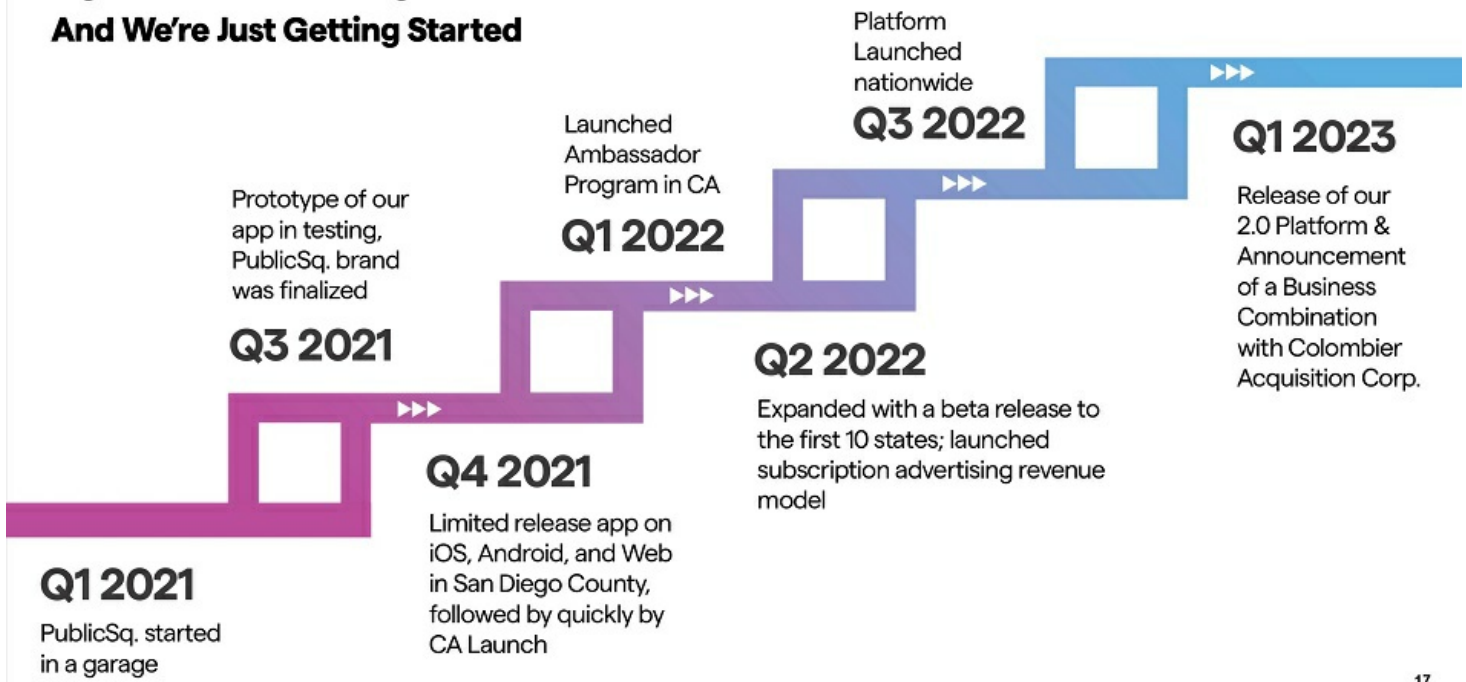 And We're Just Getting Started
Platform
Launched
nationwide
Q3 2022
Launched
Ambassador
Program in CA
Q1 2022
Prototype of our
app in testing,
PublicSq. brand
was finalized
Q3 2021
Q1 2023
Release of our
2.0 Platform &
Announcement
of a Business
Combination
with Colombier
Acquisition Corp.
Q2 2022
Expanded with a beta release to
the first 10 states; launched
subscription advertising revenue
model
Q4 2021
Limited release app on
iOS, Android, and Web
in San Diego County,
followed by quickly by
CA Launch
Q1 2021
PublicSq. started
in a garage
17